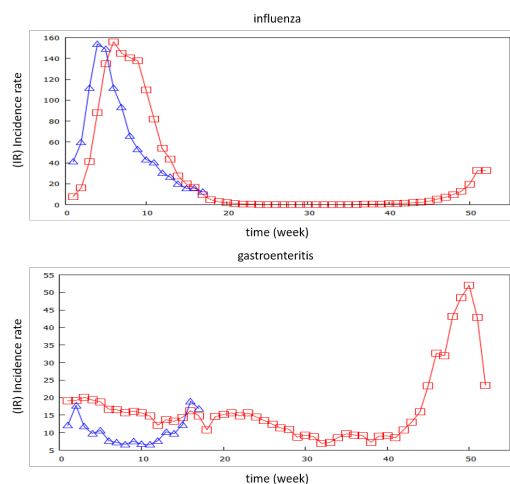 influenza
(IR) Incidence rate
160
140
120
100
80
60
40
20
0
0 10 20 30 40 50
time (week)
gastroenteritis
(IR) Incidence rate
55
50
45
40
35
30
25
20
15
10
5
0 10 20 30 40 50
time (week)